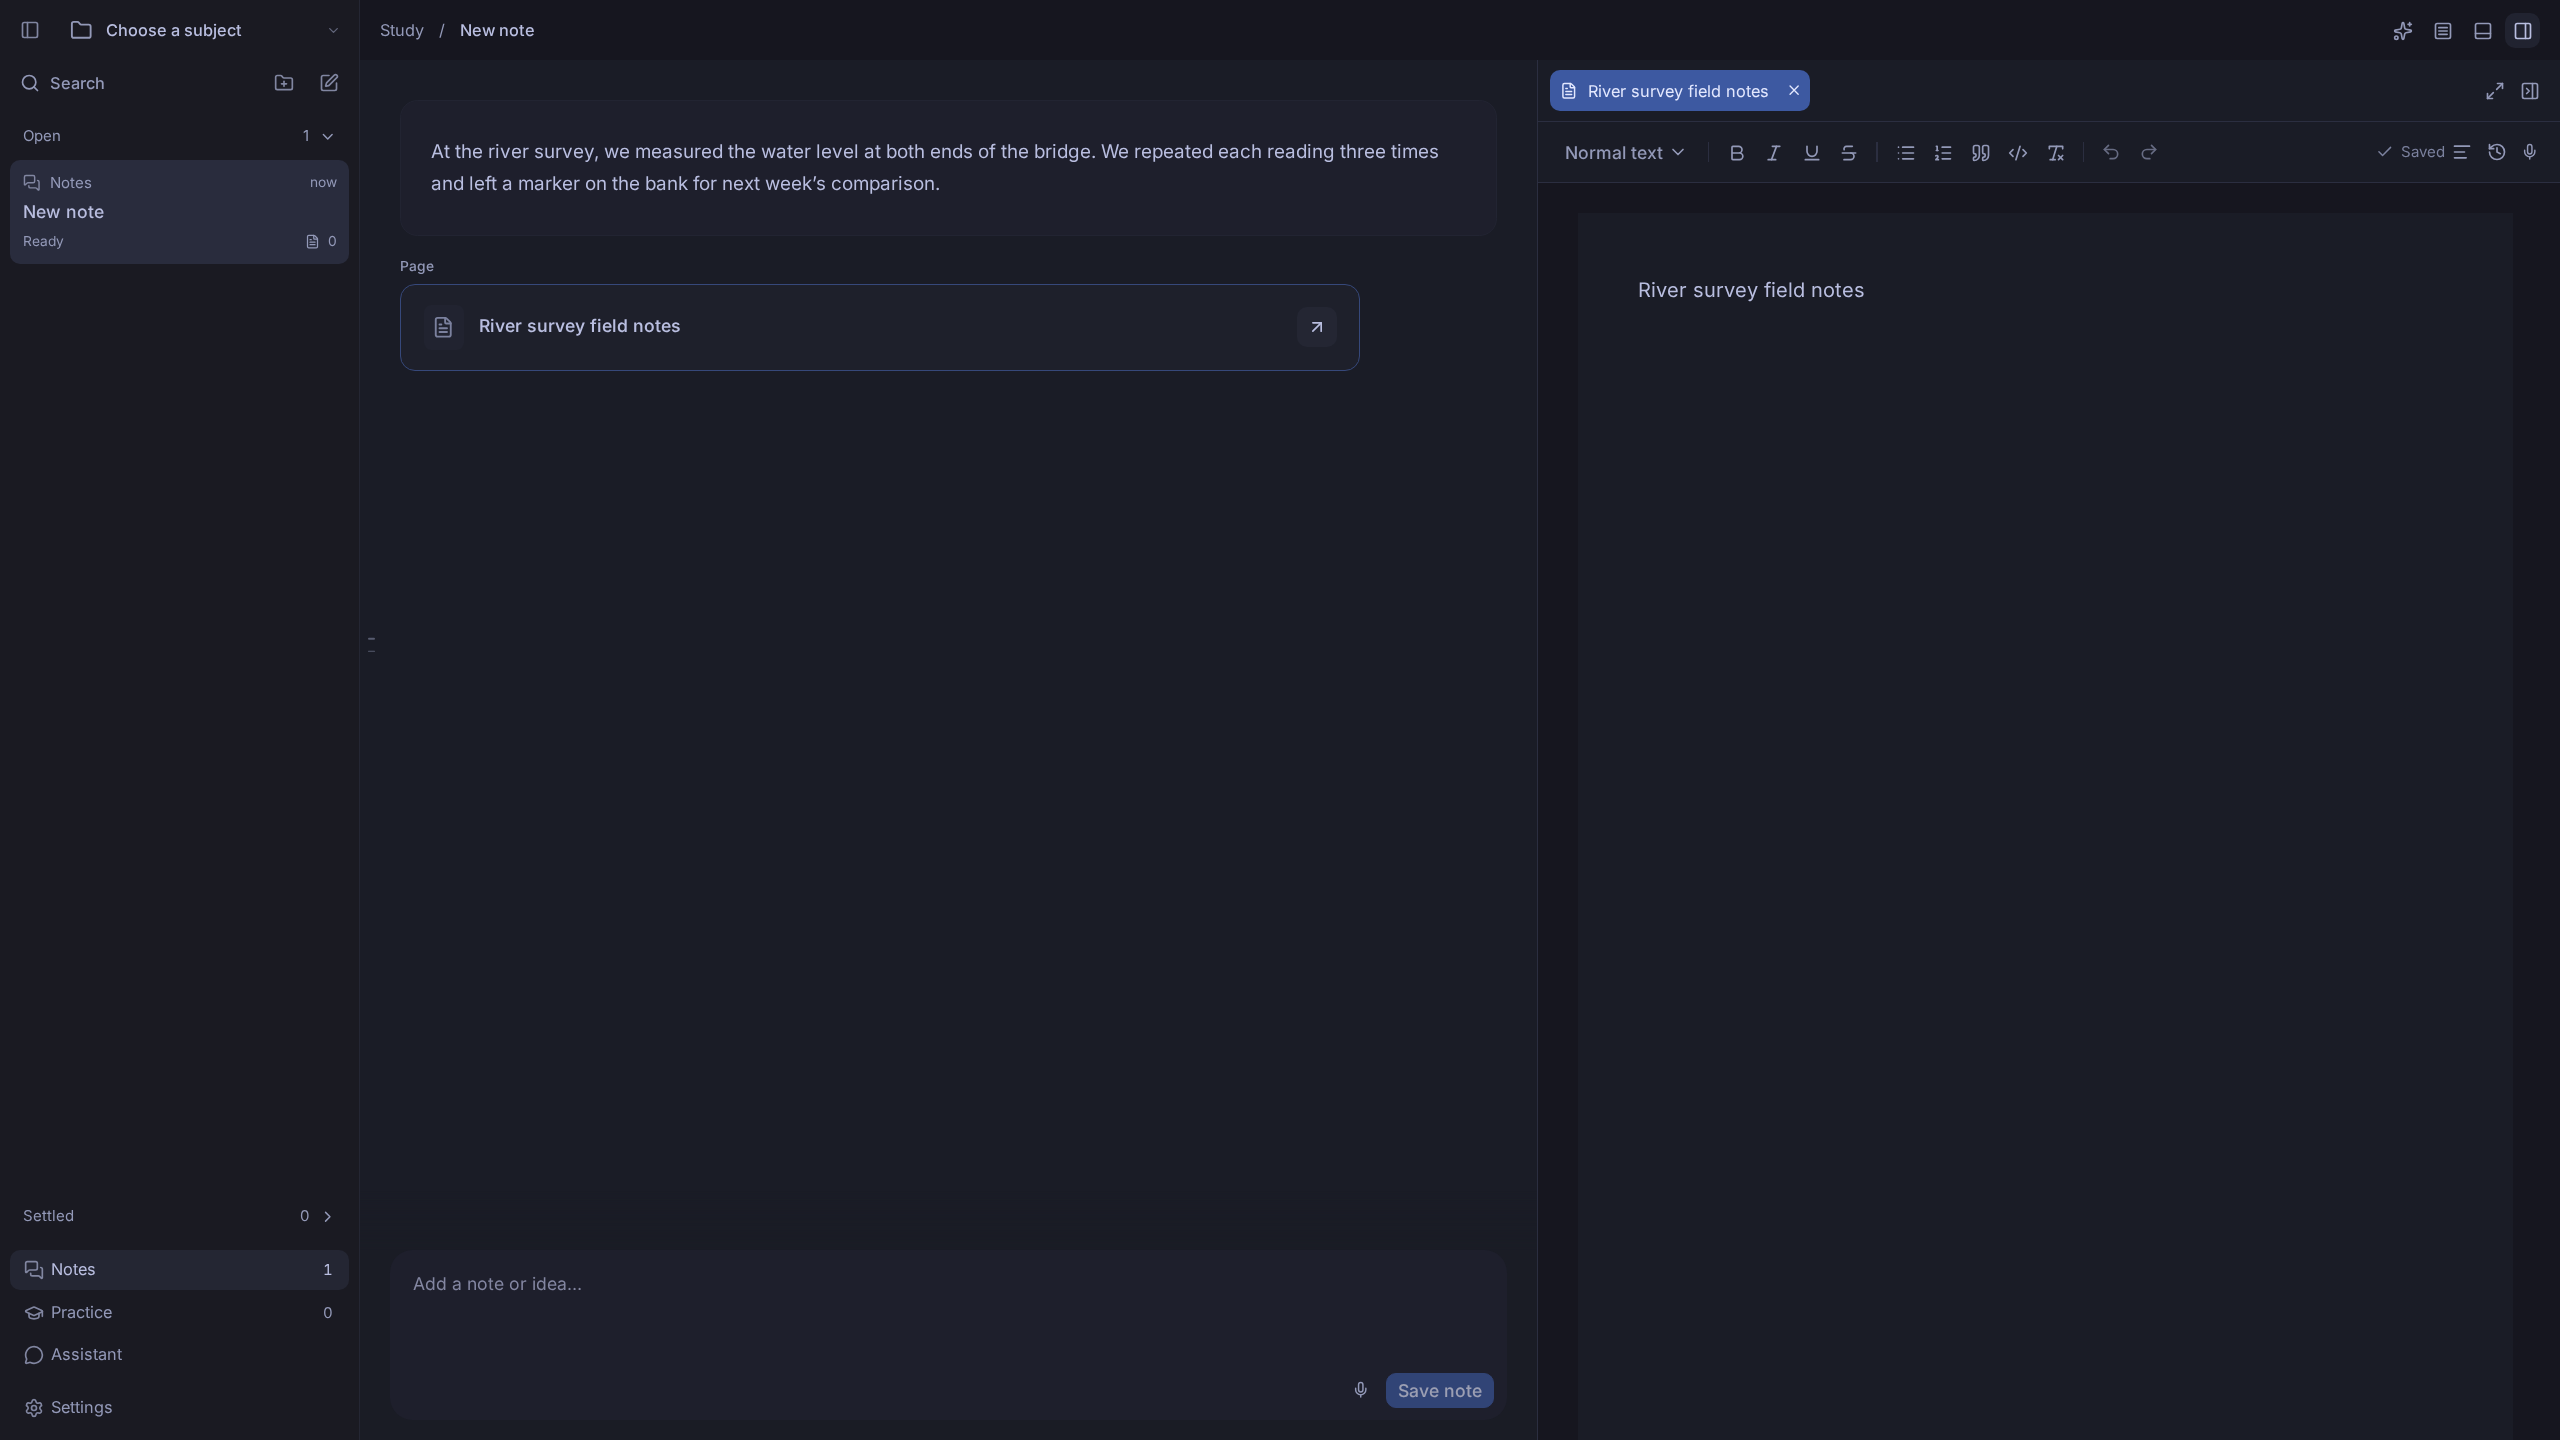 Choose a subject
Search
Open 1
Notes now
New note
Ready 0
Settled 0
Notes 1
Practice 0
Assistant
Settings
Study / New note
At the river survey, we measured the water level at both ends of the bridge. We repeated each reading three times
and left a marker on the bank for next week’s comparison.
Page
River survey field notes
Add a note or idea...
Save note
River survey field notes
Normal text
Saved
River survey field notes